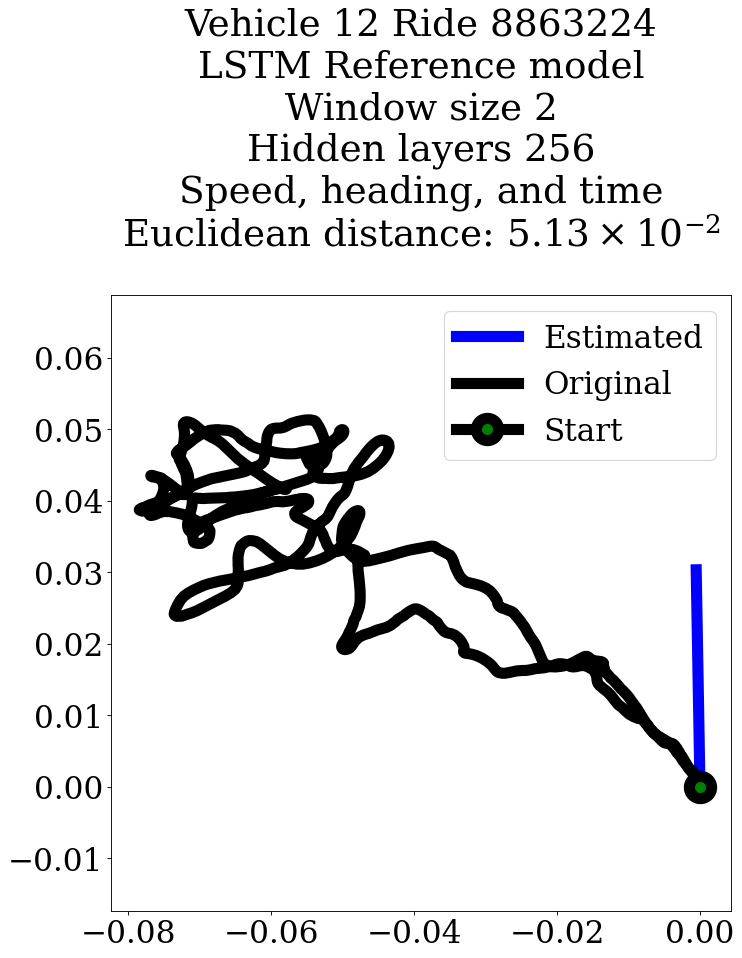 Vehicle 12 Ride 8863224
LSTM Reference model
Window size 2
Hidden layers 256
Speed, heading, and time
Euclidean distance: 5.13 × 10⁻²
Estimated
Original
Start
0.06
0.05
0.04
0.03
0.02
0.01
0.00
−0.01
−0.08
−0.06
−0.04
−0.02
0.00